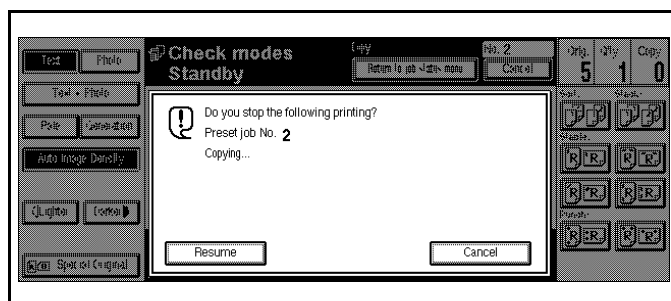 Text Photo
Text • Photo
Pale Generation
Auto Image Density
Lighter Darker
Special Original
Check modes
Standby
Copy
No. 2
Return to job status menu
Cancel
Orig. Q'ty Copy
5 1 0
Sort: Stack:
Staple:
Punch:
Do you stop the following printing?
Preset job No. 2
Copying...
Resume
Cancel